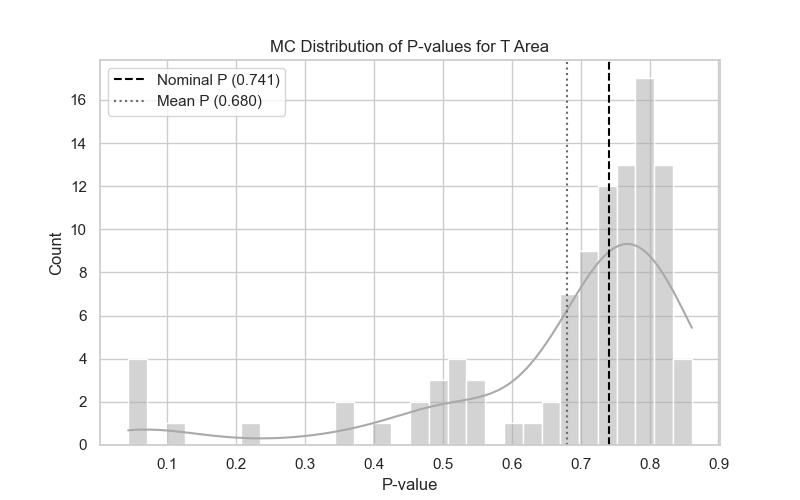 MC Distribution of P-values for T Area
Nominal P (0.741)
Mean P (0.680)
16
14
12
10
8
6
4
2
0
Count
0.1 0.2 0.3 0.4 0.5 0.6 0.7 0.8 0.9
P-value